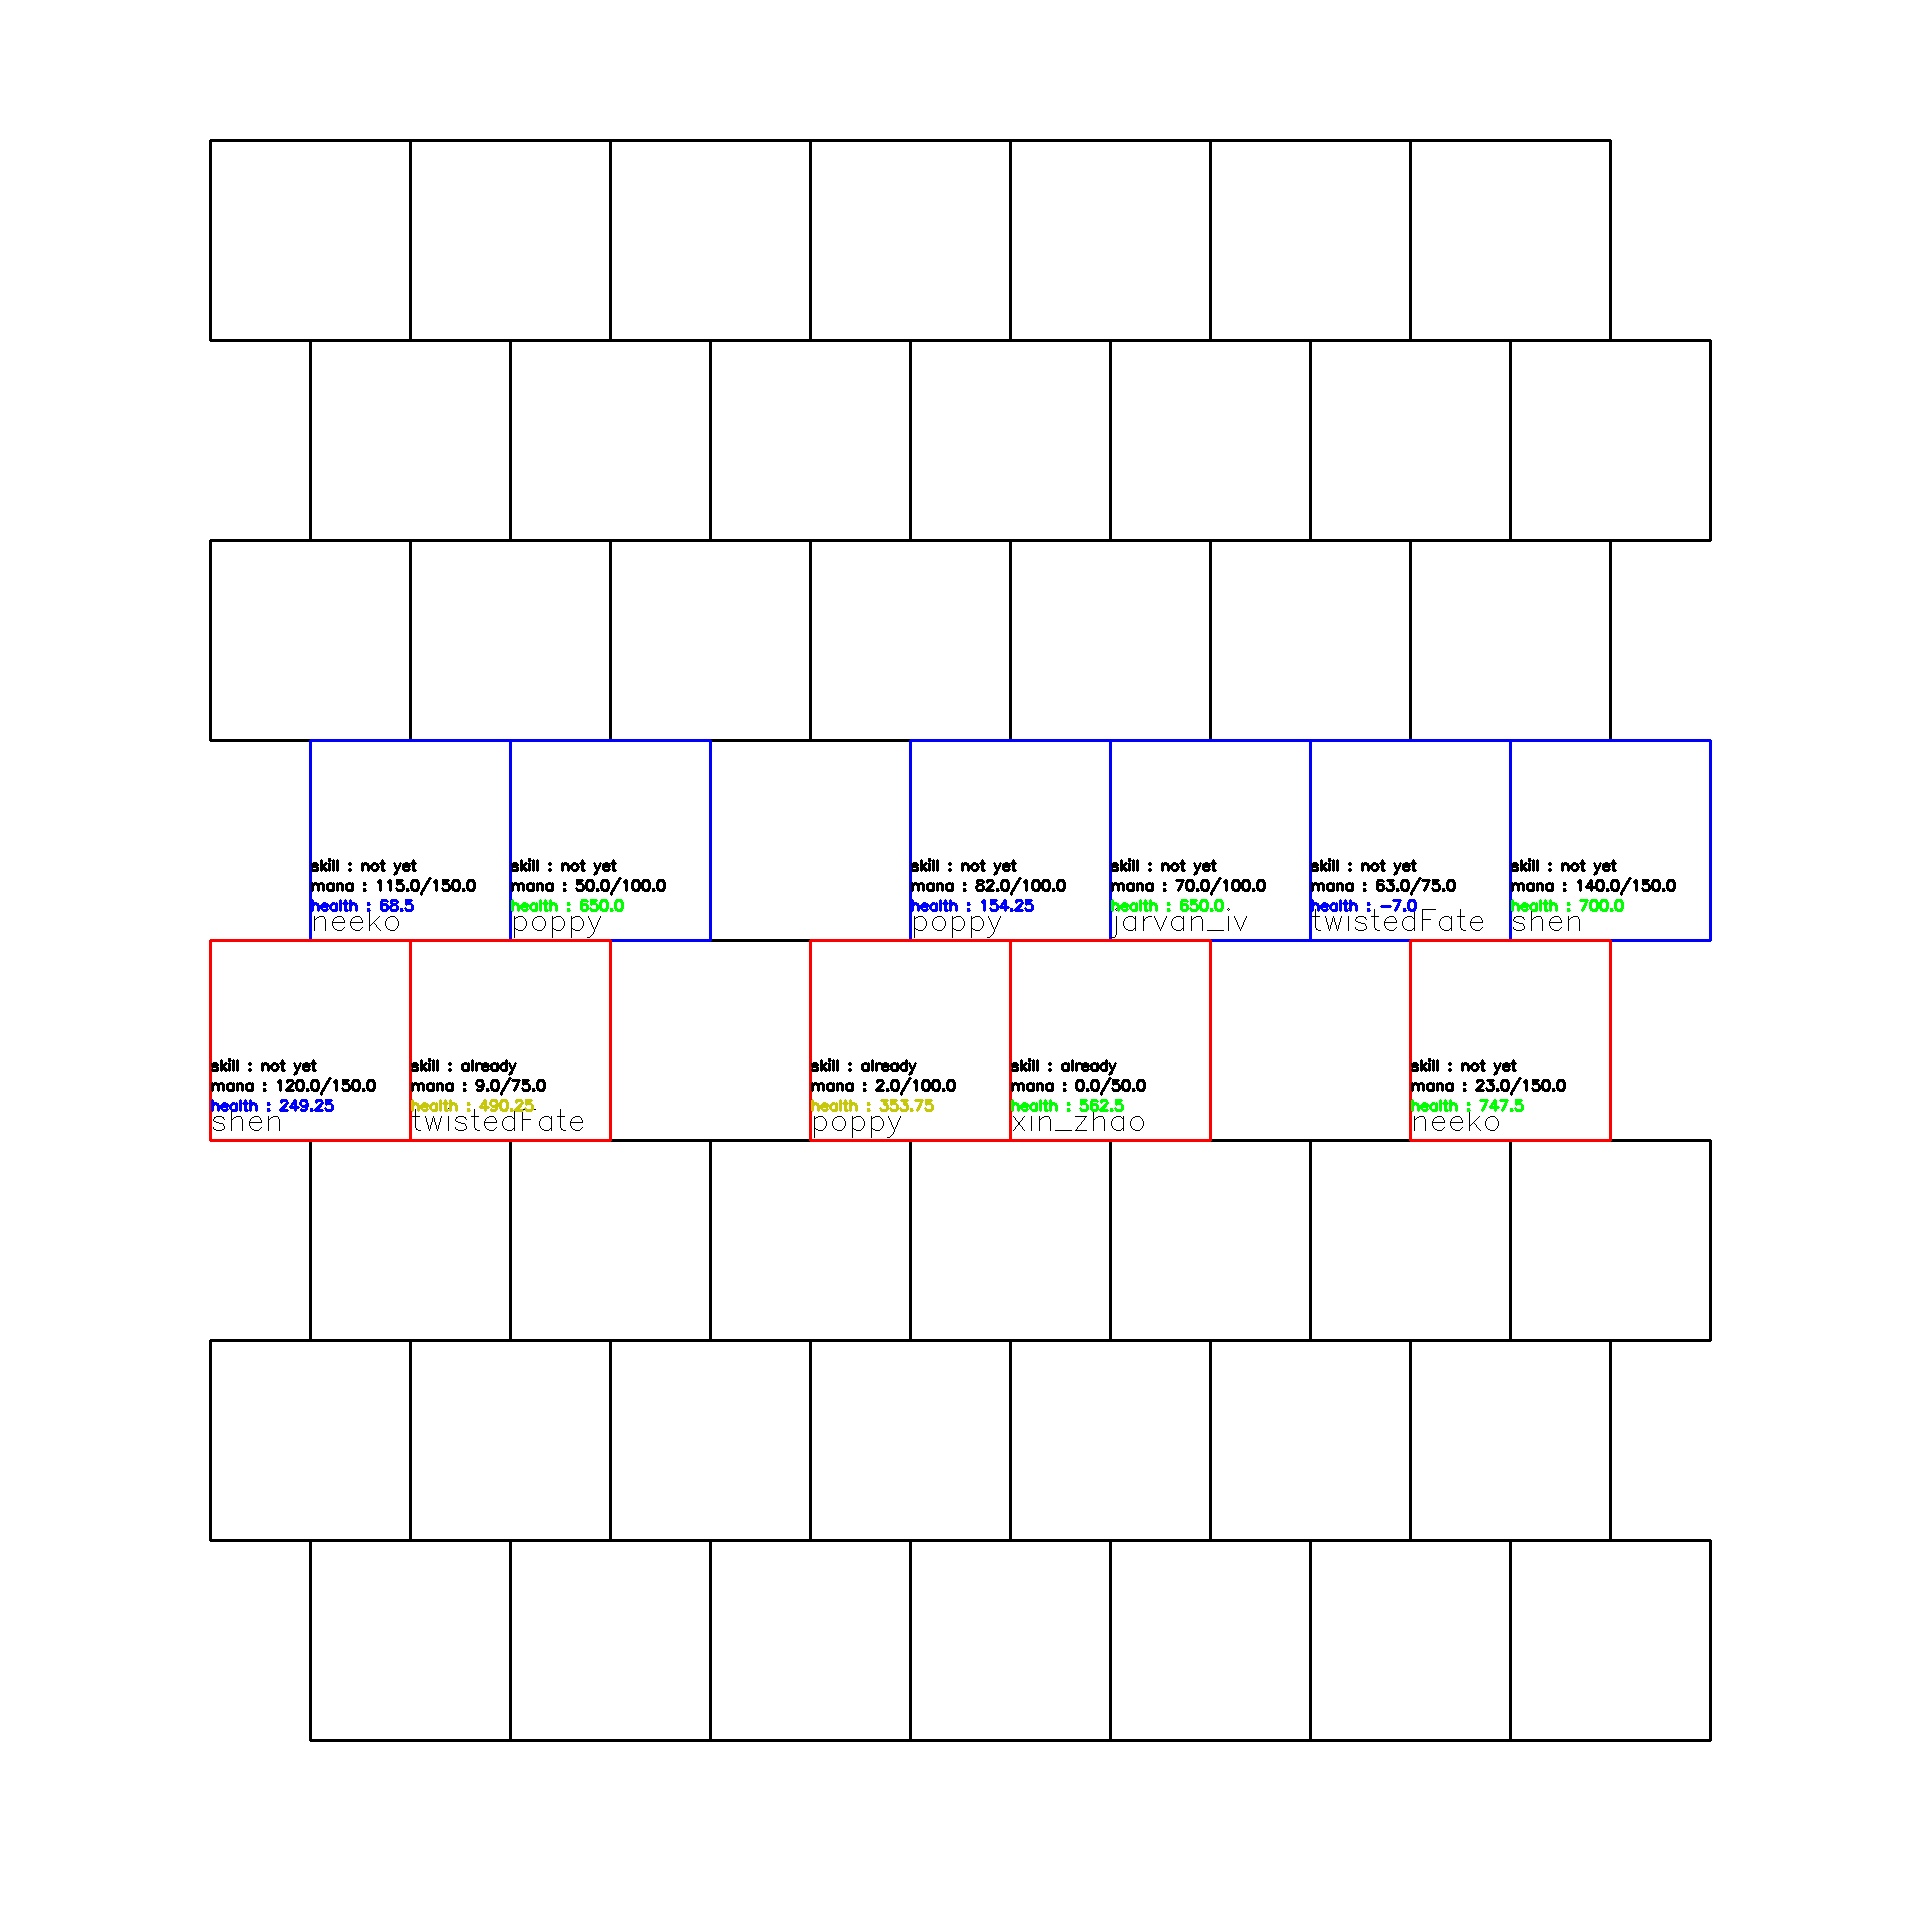 skill : not yet
mana : 115.0/150.0
health : 68.5
neeko
skill : not yet
mana : 50.0/100.0
health : 650.0
poppy
skill : not yet
mana : 82.0/100.0
health : 154.25
poppy
skill : not yet
mana : 70.0/100.0
health : 650.0
jarvan_iv
skill : not yet
mana : 63.0/75.0
health : -7.0
twistedFate
skill : not yet
mana : 140.0/150.0
health : 700.0
shen
skill : not yet
mana : 120.0/150.0
health : 249.25
shen
skill : already
mana : 9.0/75.0
health : 490.25
twistedFate
skill : already
mana : 2.0/100.0
health : 353.75
poppy
skill : already
mana : 0.0/50.0
health : 562.5
xin_zhao
skill : not yet
mana : 23.0/150.0
health : 747.5
neeko